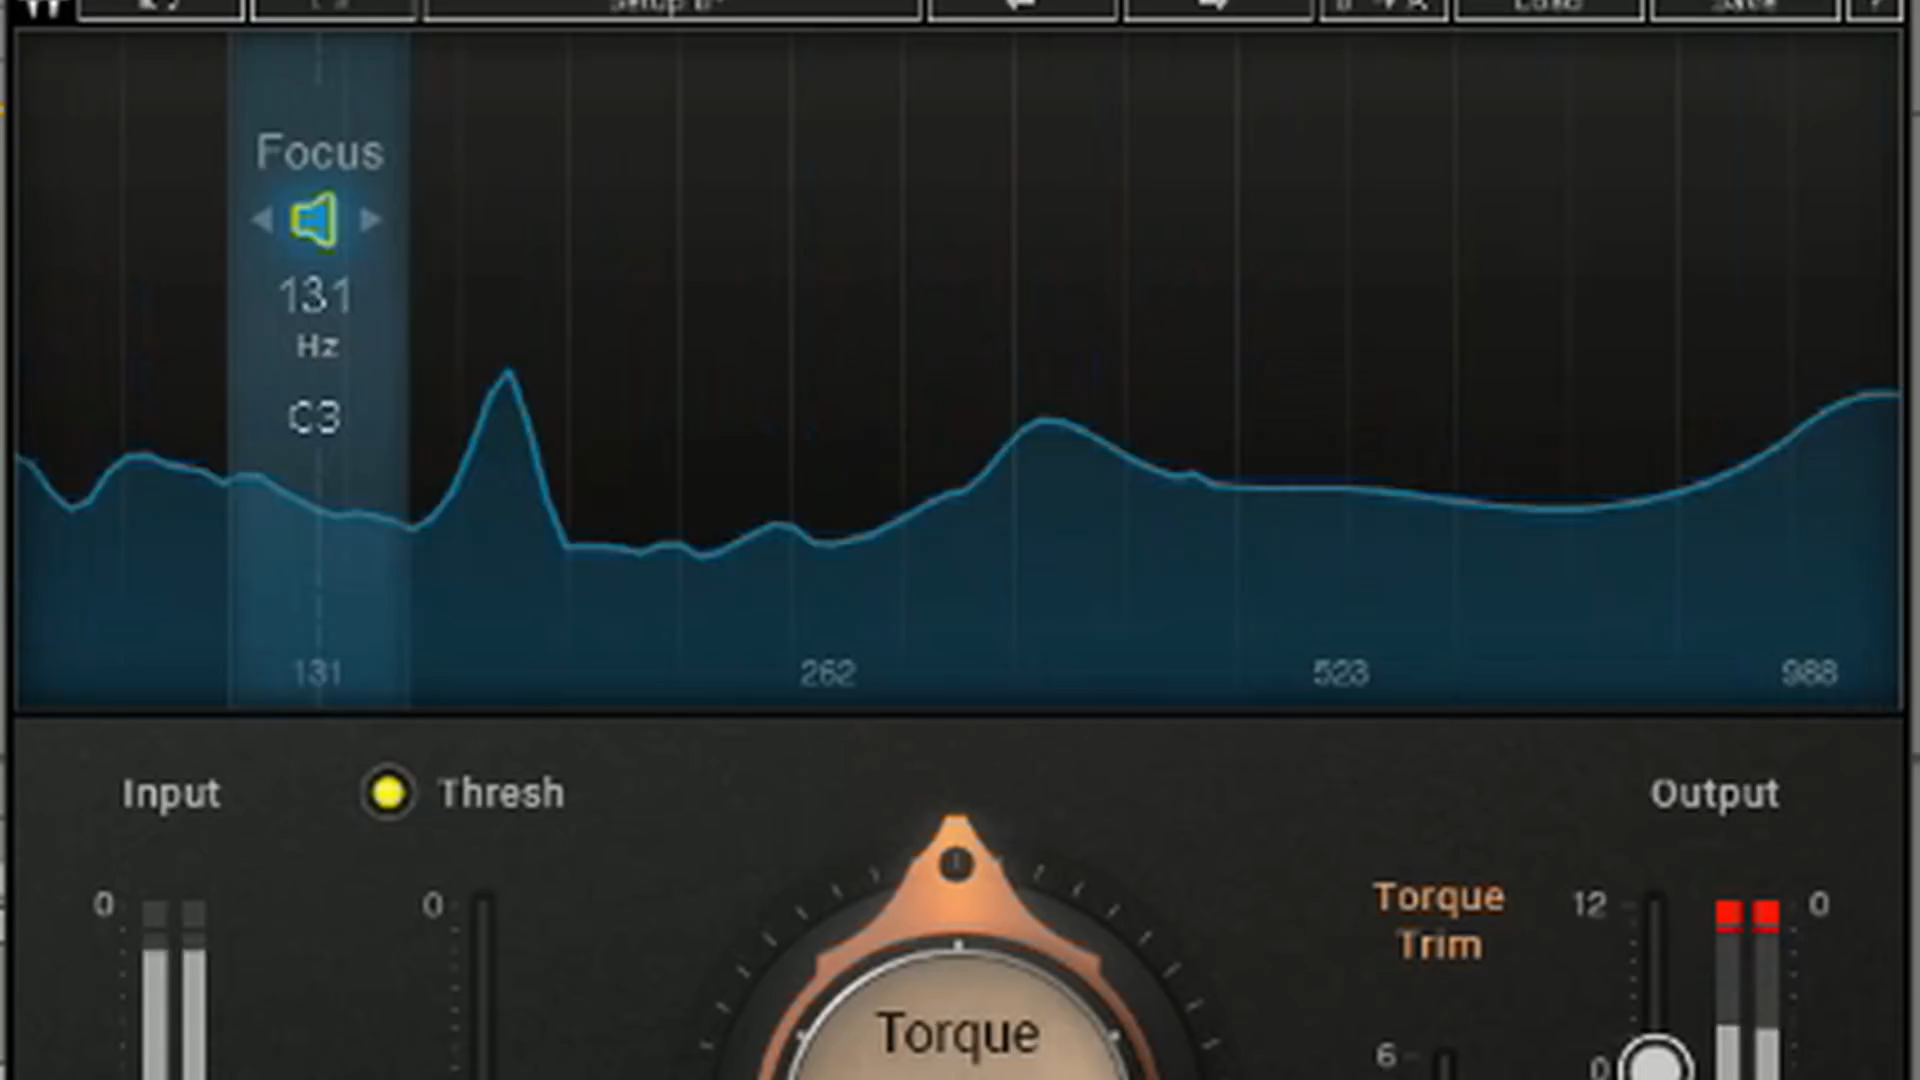 Focus
131
Hz
C3
131 262 523 988
Input Thresh Output
0 0 Torque 12 0
Trim
Torque
6 0